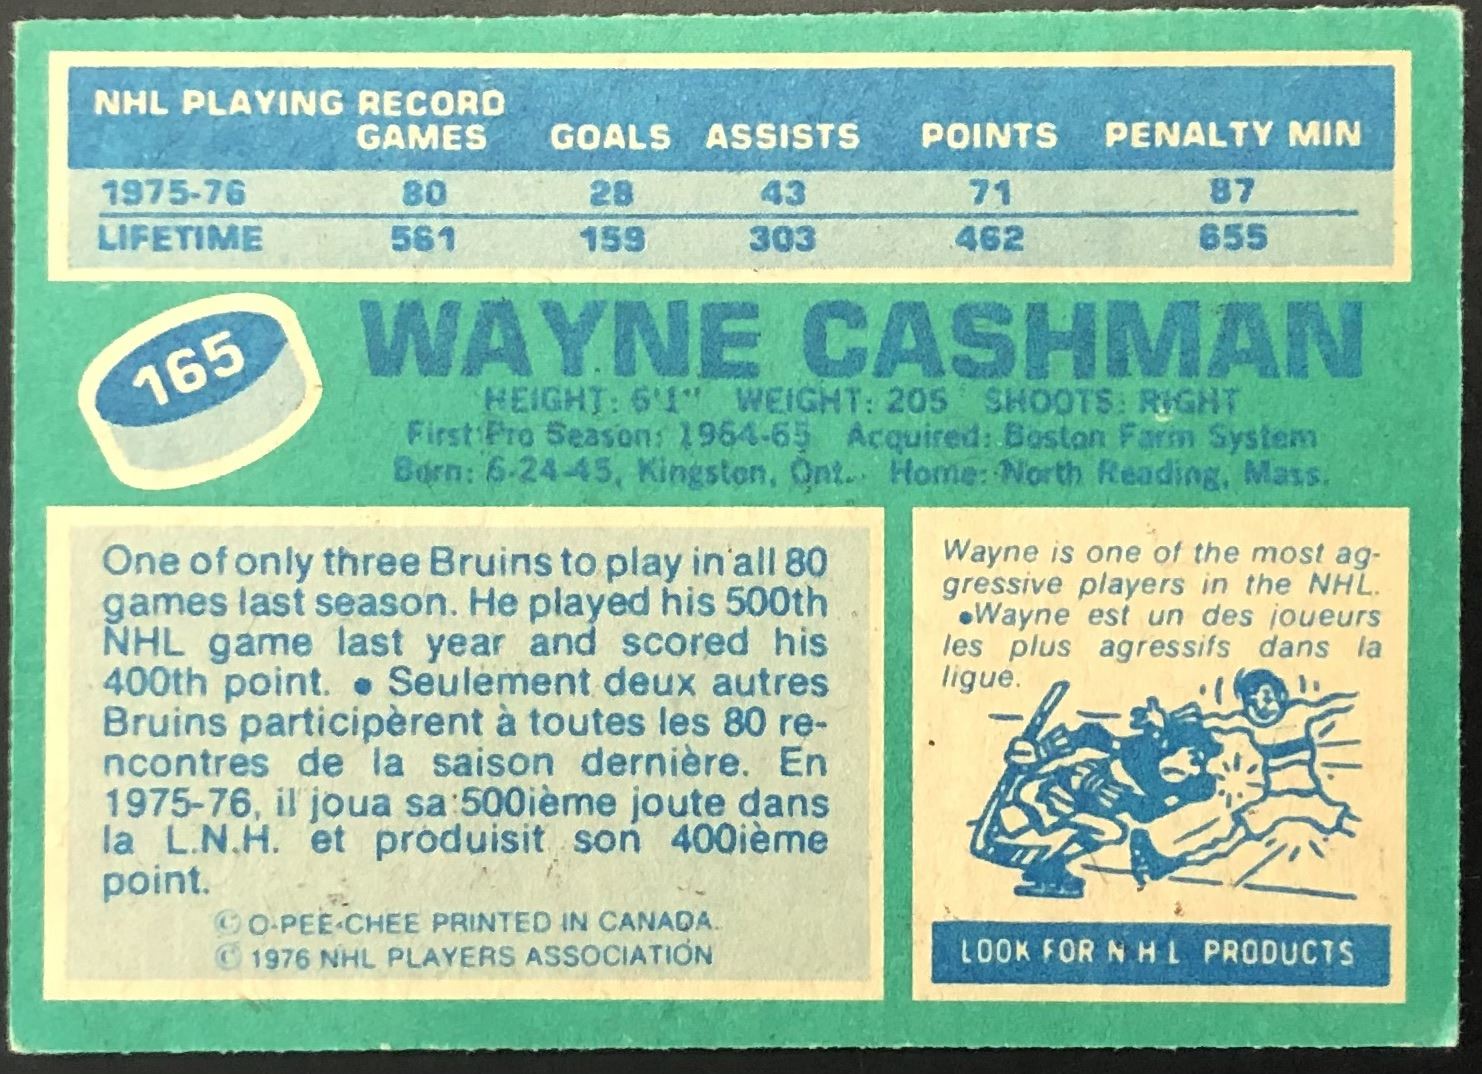 NHL PLAYING RECORD
GAMES GOALS ASSISTS POINTS PENALTY MIN
1975-76 80 28 43 71 87
LIFETIME 561 159 303 462 655
165
WAYNE CASHMAN
HEIGHT: 6'1" WEIGHT: 205 SHOOTS: RIGHT
First Pro Season: 1964-65 Acquired: Boston Farm System
Born: 6-24-45, Kingston, Ont. Home: North Reading, Mass.
One of only three Bruins to play in all 80
games last season. He played his 500th
NHL game last year and scored his
400th point. • Seulement deux autres
Bruins participèrent à toutes les 80 re-
ncontres de la saison dernière. En
1975-76, il joua sa 500ième joute dans
la L.N.H. et produisit son 400ième
point.
© O-PEE-CHEE PRINTED IN CANADA.
© 1976 NHL PLAYERS ASSOCIATION
Wayne is one of the most ag-
gressive players in the NHL.
•Wayne est un des joueurs
les plus agressifs dans la
ligue.
LOOK FOR N H L PRODUCTS